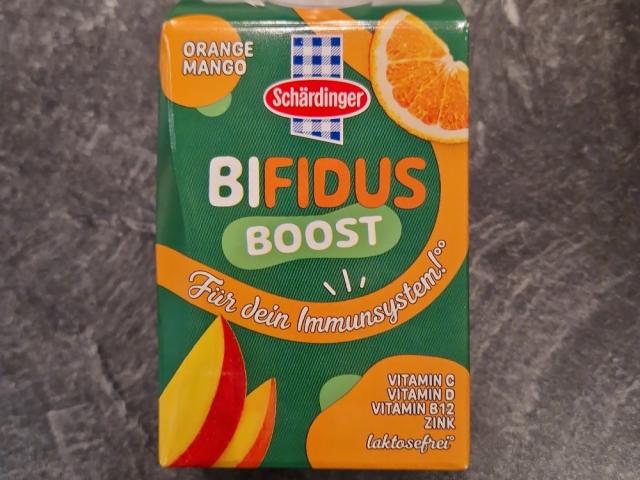 ORANGE
MANGO
Schärdinger
BIFIDUS
BOOST
Für dein Immunsystem!°°
VITAMIN C
VITAMIN D
VITAMIN B12
ZINK
laktosefrei°